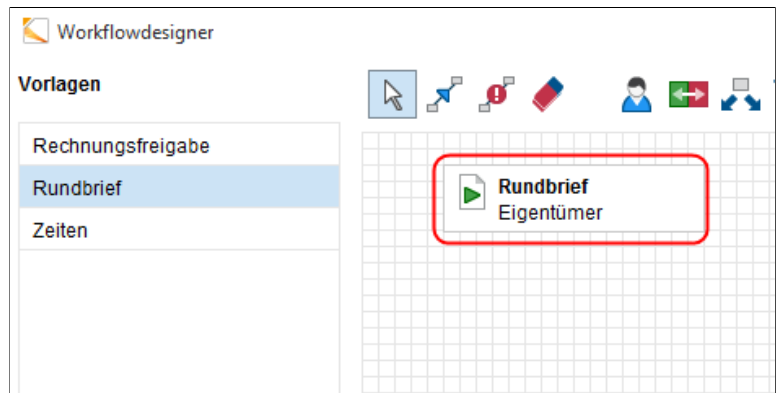 Workflowdesigner
Vorlagen
Rechnungsfreigabe
Rundbrief
Zeiten
Rundbrief
Eigentümer